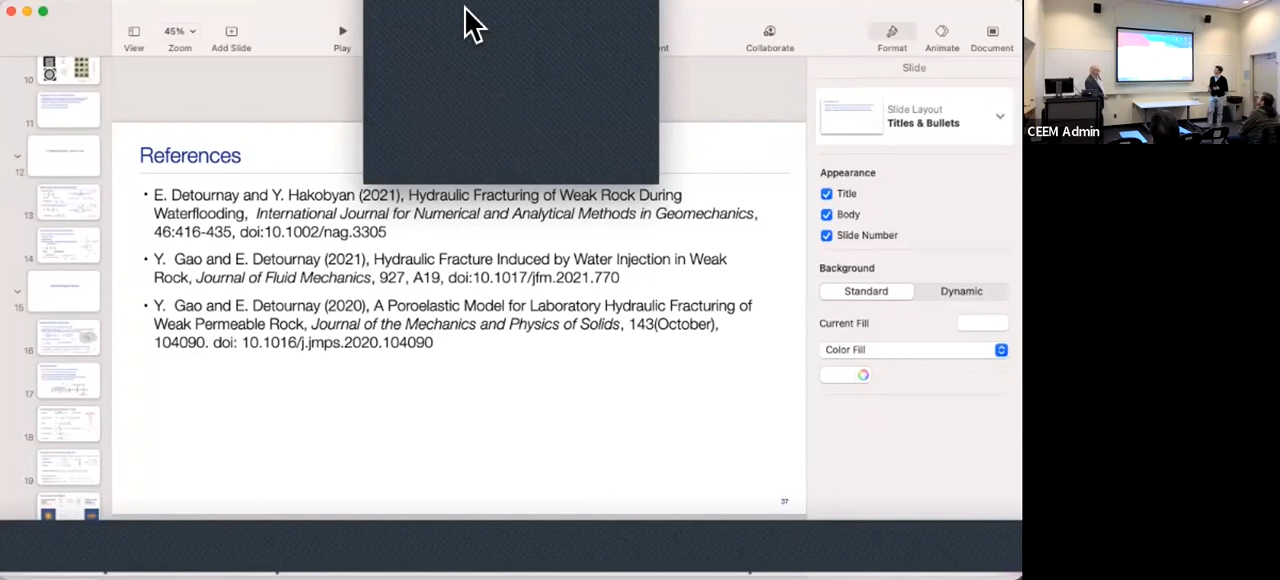 View
45%
Zoom
Add Slide
Play
Collaborate
Format
Animate
Document
10
11
12
13
14
15
16
17
18
19
References
• E. Detournay and Y. Hakobyan (2021), Hydraulic Fracturing of Weak Rock During
Waterflooding, International Journal for Numerical and Analytical Methods in Geomechanics,
46:416-435, doi:10.1002/nag.3305
• Y. Gao and E. Detournay (2021), Hydraulic Fracture Induced by Water Injection in Weak
Rock, Journal of Fluid Mechanics, 927, A19, doi:10.1017/jfm.2021.770
• Y. Gao and E. Detournay (2020), A Poroelastic Model for Laboratory Hydraulic Fracturing of
Weak Permeable Rock, Journal of the Mechanics and Physics of Solids, 143(October),
104090. doi: 10.1016/j.jmps.2020.104090
37
Slide
Slide Layout
Titles & Bullets
Appearance
Title
Body
Slide Number
Background
Standard
Dynamic
Current Fill
Color Fill
CEEM Admin